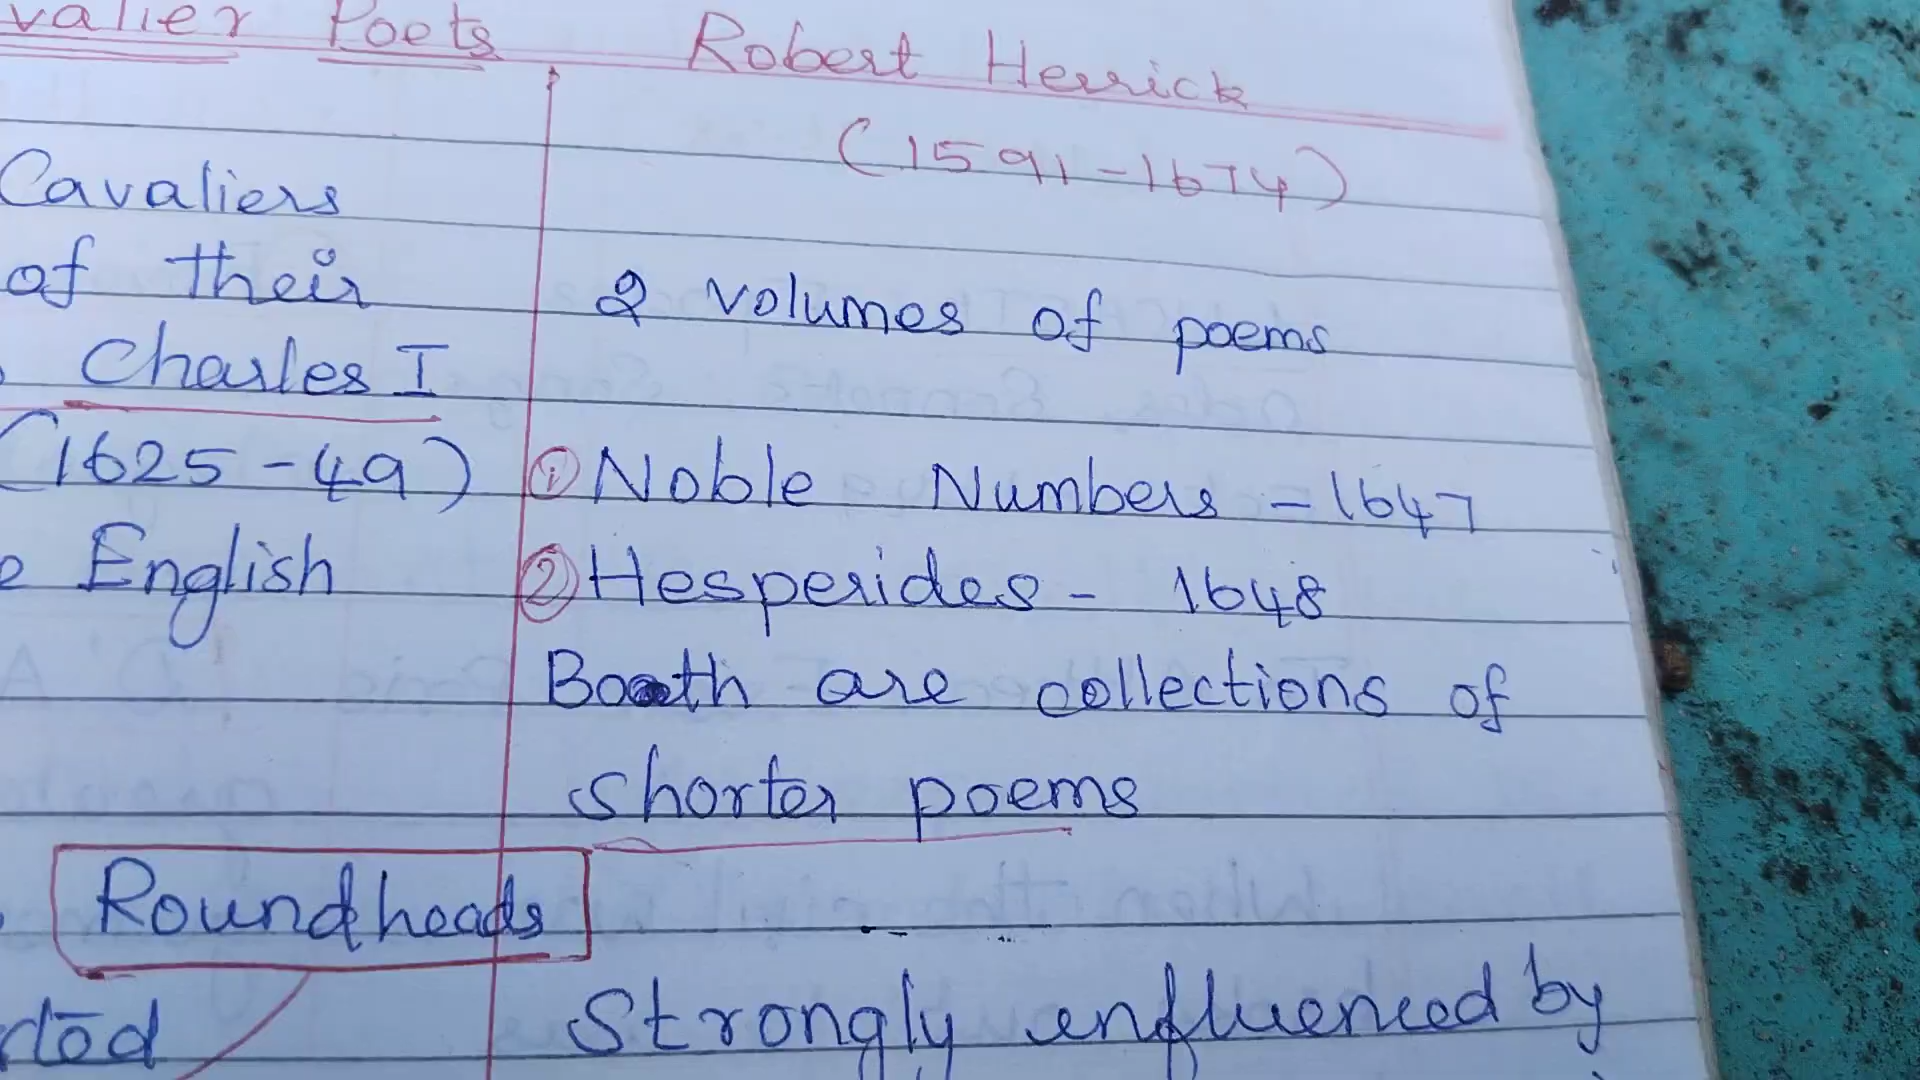 valier Poets
Cavaliers
of their
Charles I
(1625-49)
English
Roundheads
Robert Herrick
(1591-1674)
2 volumes of poems
① Noble Numbers - 1647
② Hesperides - 1648
Both are collections of
shorter poems
Strongly influenced by